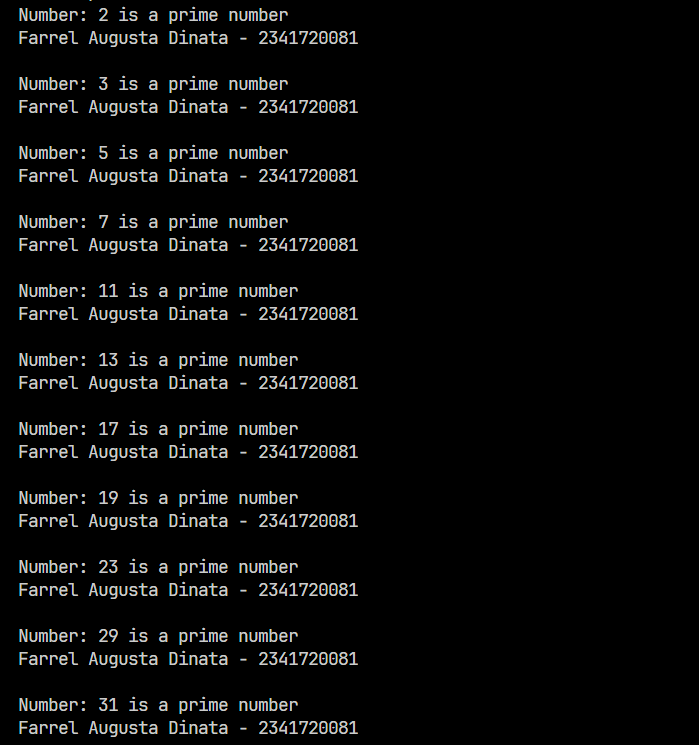 Number: 2 is a prime number
Farrel Augusta Dinata - 2341720081
Number: 3 is a prime number
Farrel Augusta Dinata - 2341720081
Number: 5 is a prime number
Farrel Augusta Dinata - 2341720081
Number: 7 is a prime number
Farrel Augusta Dinata - 2341720081
Number: 11 is a prime number
Farrel Augusta Dinata - 2341720081
Number: 13 is a prime number
Farrel Augusta Dinata - 2341720081
Number: 17 is a prime number
Farrel Augusta Dinata - 2341720081
Number: 19 is a prime number
Farrel Augusta Dinata - 2341720081
Number: 23 is a prime number
Farrel Augusta Dinata - 2341720081
Number: 29 is a prime number
Farrel Augusta Dinata - 2341720081
Number: 31 is a prime number
Farrel Augusta Dinata - 2341720081